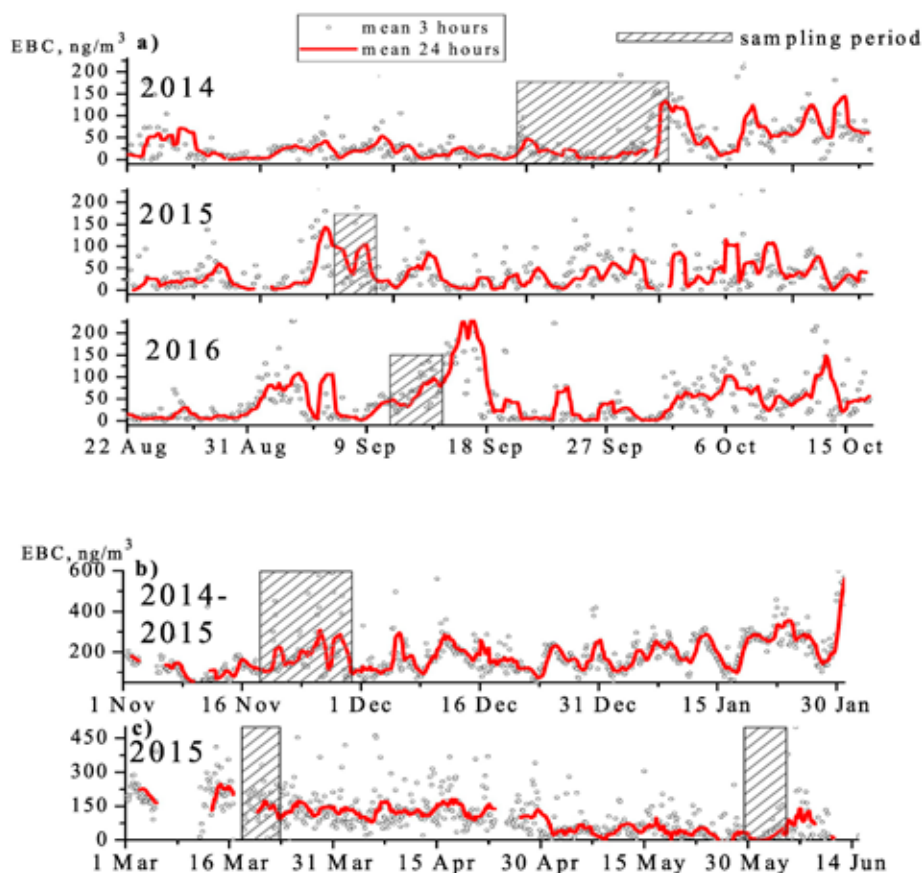 EBC, ng/m³ a)
mean 3 hours
mean 24 hours
sampling period
200
150
100
50
0
2014
200
150
100
50
0
2015
200
150
100
50
0
2016
22 Aug 31 Aug 9 Sep 18 Sep 27 Sep 6 Oct 15 Oct
EBC, ng/m³
b)
600
400
200
2014-
2015
1 Nov 16 Nov 1 Dec 16 Dec 31 Dec 15 Jan 30 Jan
c)
450
300
150
0
2015
1 Mar 16 Mar 31 Mar 15 Apr 30 Apr 15 May 30 May 14 Jun